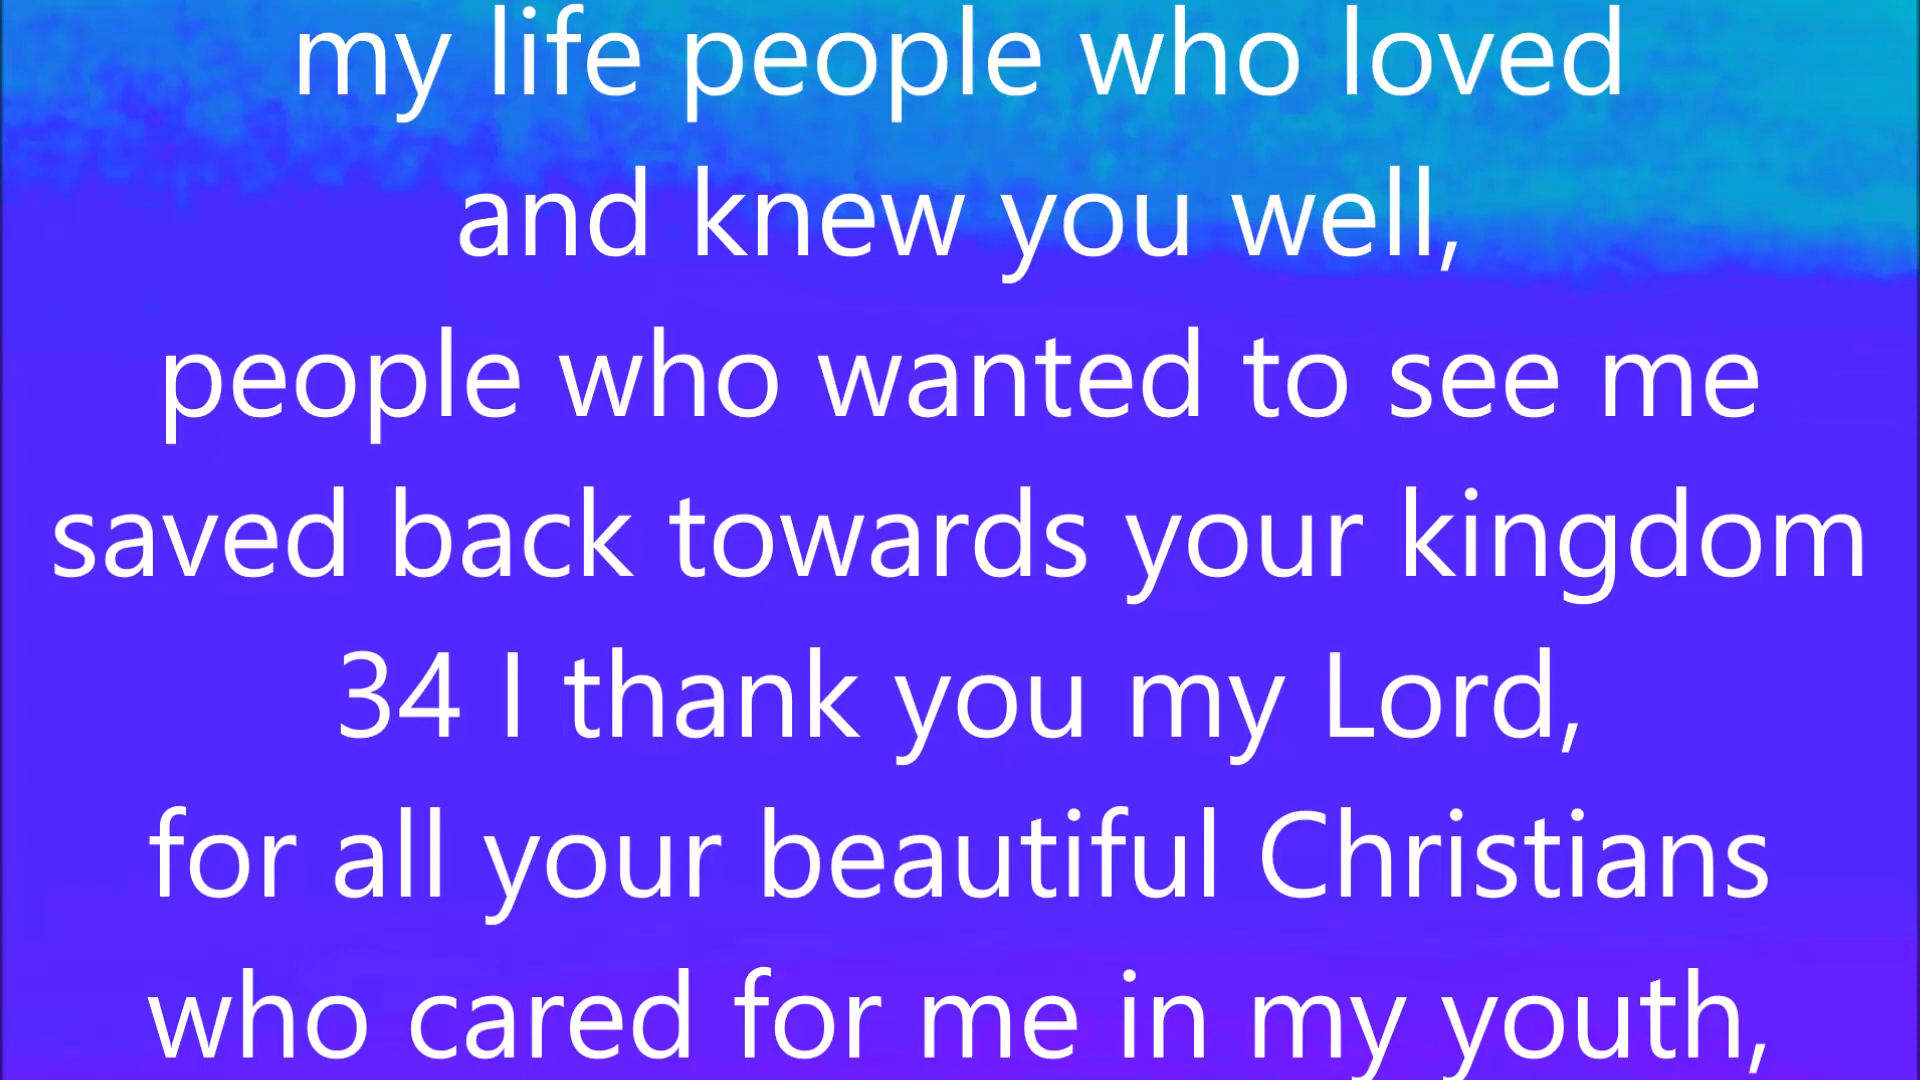 my life people who loved
and knew you well,
people who wanted to see me
saved back towards your kingdom
34 I thank you my Lord,
for all your beautiful Christians
who cared for me in my youth,